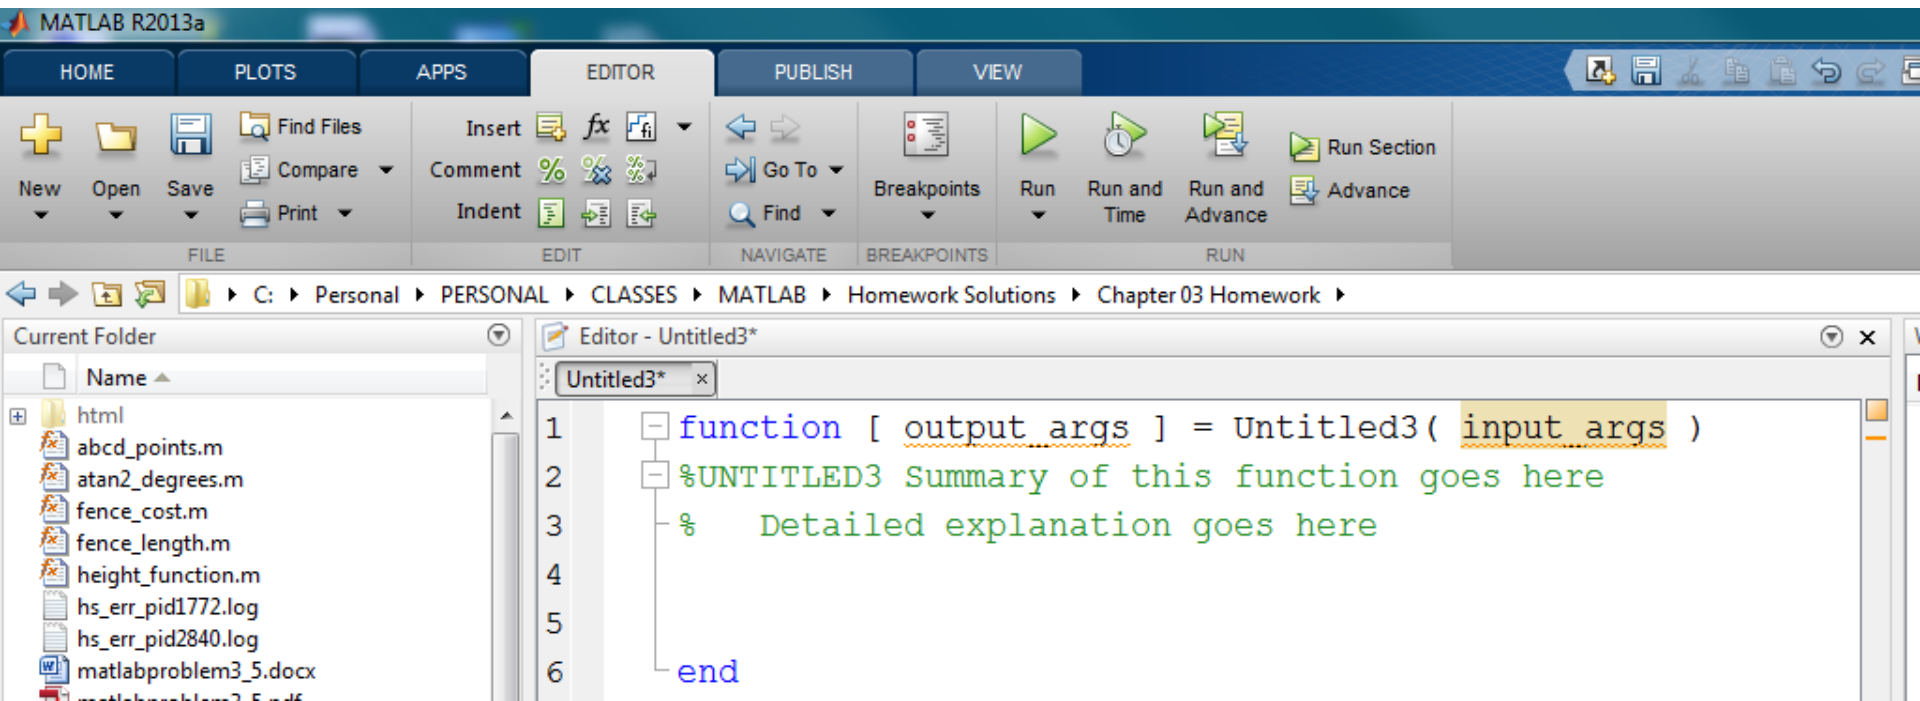 MATLAB R2013a
HOME PLOTS APPS EDITOR PUBLISH VIEW
Find Files
Compare
Print
New
Open
Save
FILE
Insert fx fi
Comment
Indent
EDIT
Go To
Find
NAVIGATE
Breakpoints
BREAKPOINTS
Run
Run and
Time
Run and
Advance
Run Section
Advance
RUN
C: Personal PERSONAL CLASSES MATLAB Homework Solutions Chapter 03 Homework
Current Folder
Name
html
abcd_points.m
atan2_degrees.m
fence_cost.m
fence_length.m
height_function.m
hs_err_pid1772.log
hs_err_pid2840.log
matlabproblem3_5.docx
matlabproblem3_5.pdf
Editor - Untitled3*
Untitled3* ×
1 function [ output_args ] = Untitled3( input_args )
2 %UNTITLED3 Summary of this function goes here
3 %   Detailed explanation goes here
4
5
6 end